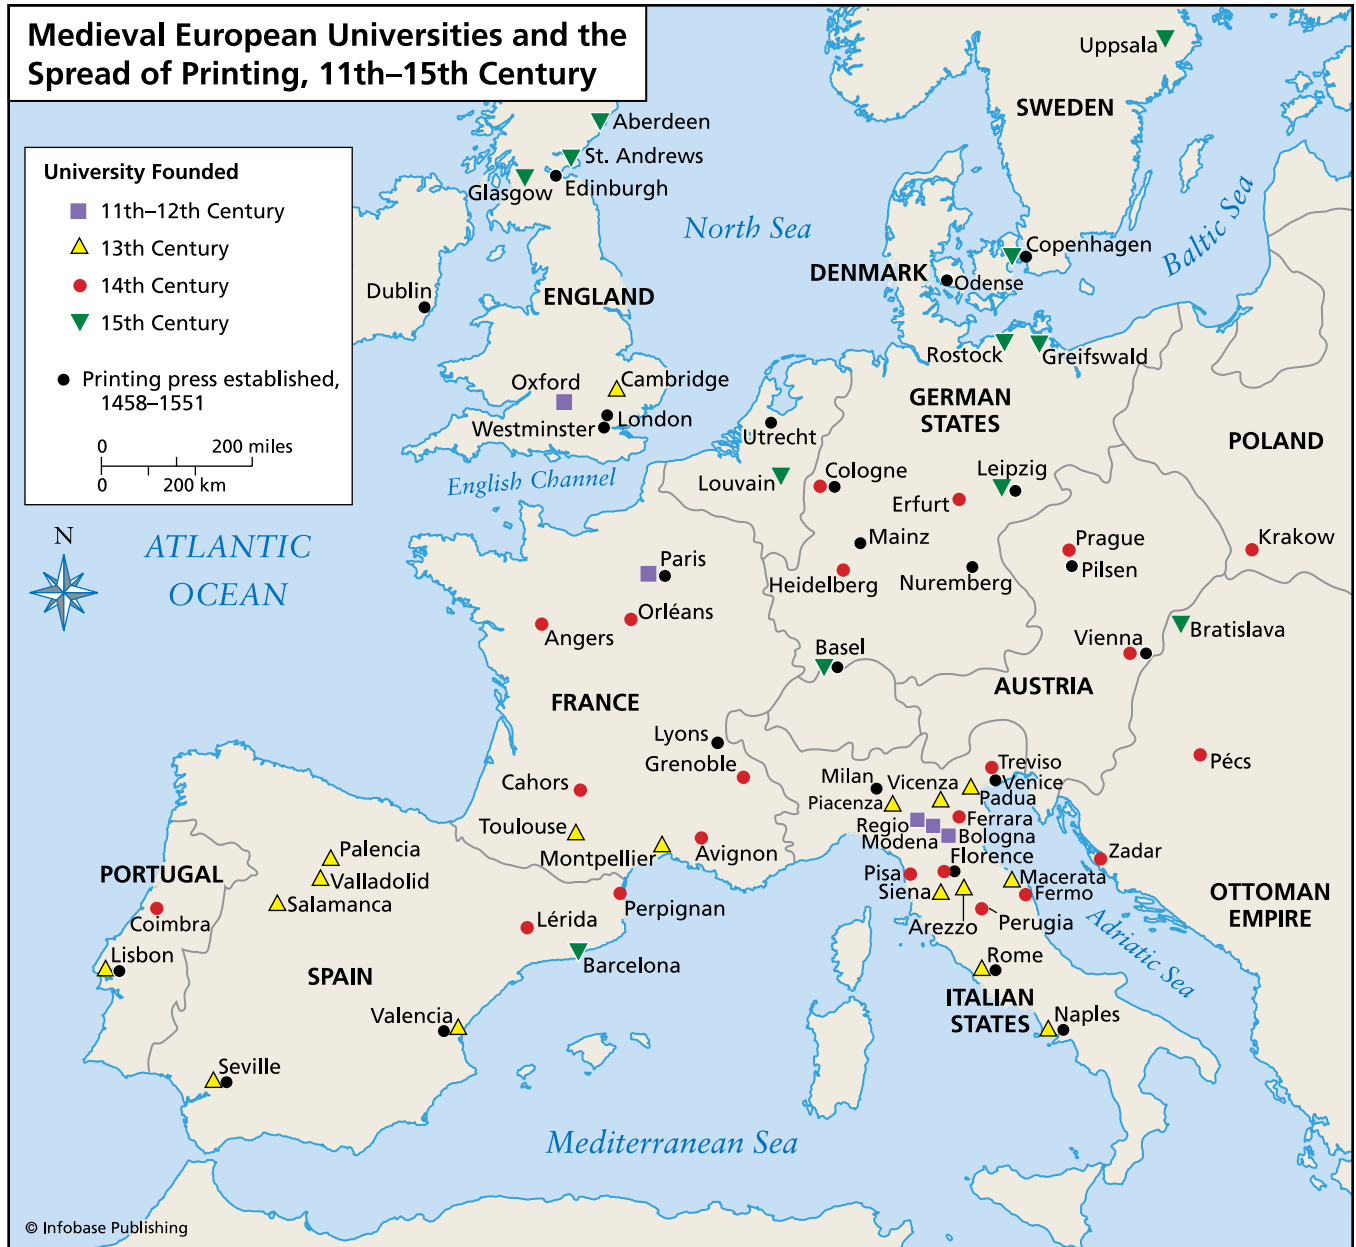 Medieval European Universities and the
Spread of Printing, 11th–15th Century
University Founded
11th–12th Century
13th Century
14th Century
15th Century
Printing press established,
1458–1551
0 200 miles
0 200 km
N
ATLANTIC
OCEAN
North Sea
Baltic Sea
English Channel
Mediterranean Sea
Adriatic Sea
SWEDEN
Uppsala
Aberdeen
St. Andrews
Glasgow
Edinburgh
Dublin
ENGLAND
Oxford
Cambridge
London
Westminster
DENMARK
Copenhagen
Odense
Rostock
Greifswald
GERMAN
STATES
Utrecht
Louvain
Cologne
Leipzig
Erfurt
Mainz
Heidelberg
Nuremberg
Basel
POLAND
Krakow
Prague
Pilsen
Bratislava
Vienna
AUSTRIA
Pécs
Paris
Orléans
Angers
FRANCE
Lyons
Grenoble
Cahors
Toulouse
Montpellier
Avignon
Perpignan
PORTUGAL
Coimbra
Lisbon
Palencia
Valladolid
Salamanca
Lérida
Barcelona
SPAIN
Valencia
Seville
Milan
Vicenza
Treviso
Venice
Padua
Piacenza
Regio
Modena
Ferrara
Bologna
Florence
Pisa
Siena
Arezzo
Macerata
Fermo
Perugia
Rome
ITALIAN
STATES
Naples
Zadar
OTTOMAN
EMPIRE
© Infobase Publishing